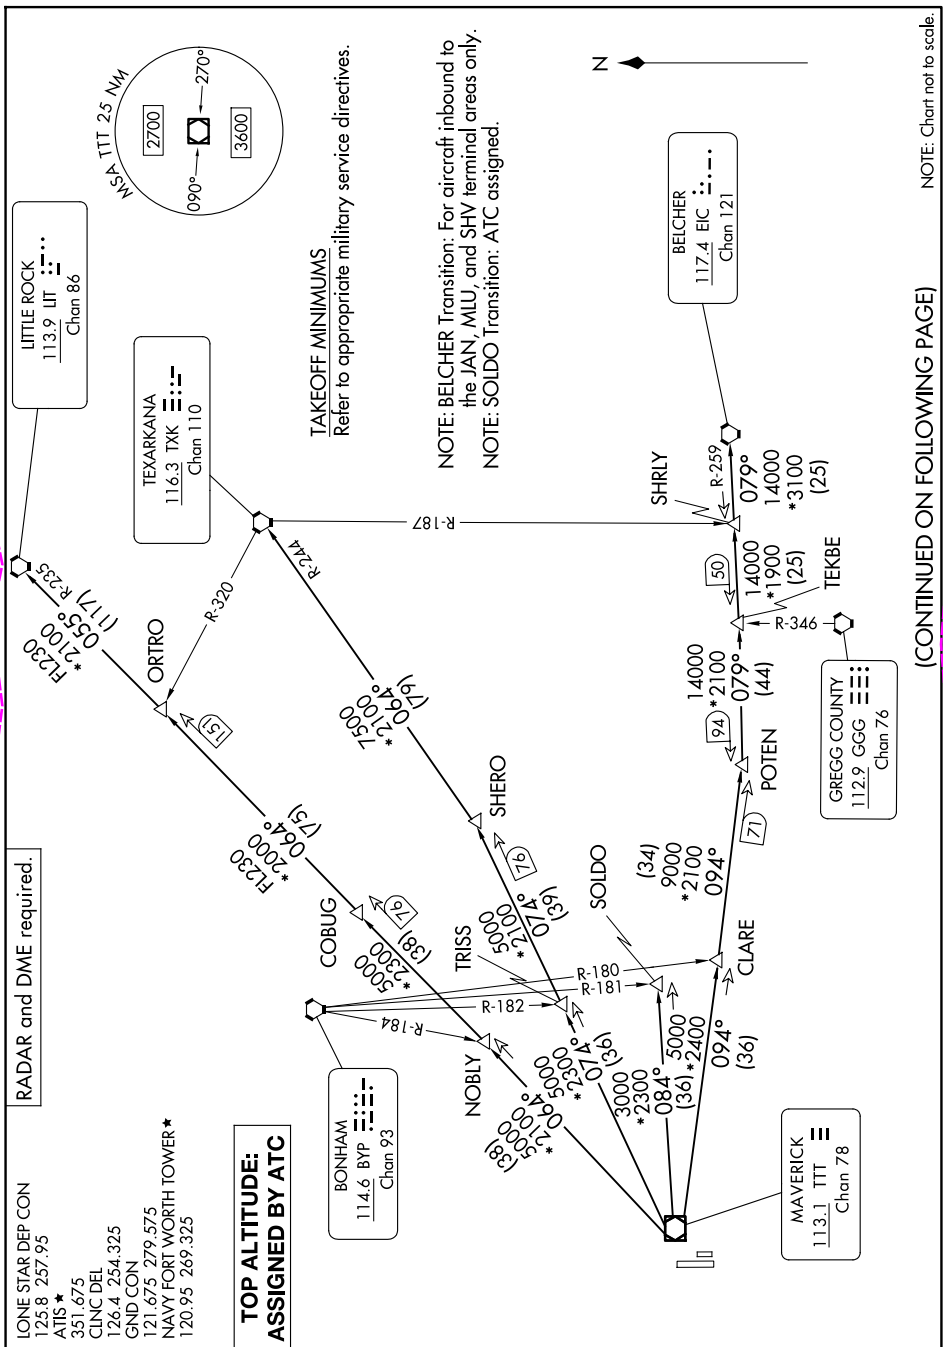 LONE STAR DEP CON
125.8 257.95
ATIS ★
351.675
CLNC DEL
126.4 254.325
GND CON
121.675 279.575
NAVY FORT WORTH TOWER ★
120.95 269.325
RADAR and DME required.
TOP ALTITUDE:
ASSIGNED BY ATC
LITTLE ROCK
113.9 LIT
Chan 86
MSA TTT 25 NM
2700
090°
270°
3600
TEXARKANA
116.3 TXK
Chan 110
TAKEOFF MINIMUMS
Refer to appropriate military service directives.
NOTE: BELCHER Transition: For aircraft inbound to
the JAN, MLU, and SHV terminal areas only.
NOTE: SOLDO Transition: ATC assigned.
N
BONHAM
114.6 BYP
Chan 93
MAVERICK
113.1 TTT
Chan 78
BELCHER
117.4 EIC
Chan 121
GREGG COUNTY
112.9 GGG
Chan 76
R-235
FL230
*2100
055°
(117)
ORTRO
R-320
151
FL230
*2000
064°
(75)
COBUG
76
5000
*2300
(38)
NOBLY
R-184
5000
*2100
064°
(38)
R-244
7500
*2100
064°
(79)
SHERO
76
5000
*2100
074°
(39)
TRISS
R-182
5000
*2300
074°
(36)
SOLDO
R-181
3000
*2300
084°
(36)
R-180
CLARE
5000
*2400
094°
(36)
(34)
9000
*2100
094°
71
POTEN
94
14000
*2100
079°
(44)
TEKBE
R-346
50
14000
*1900
(25)
SHRLY
R-187
R-259
079°
14000
*3100
(25)
(CONTINUED ON FOLLOWING PAGE)
NOTE: Chart not to scale.